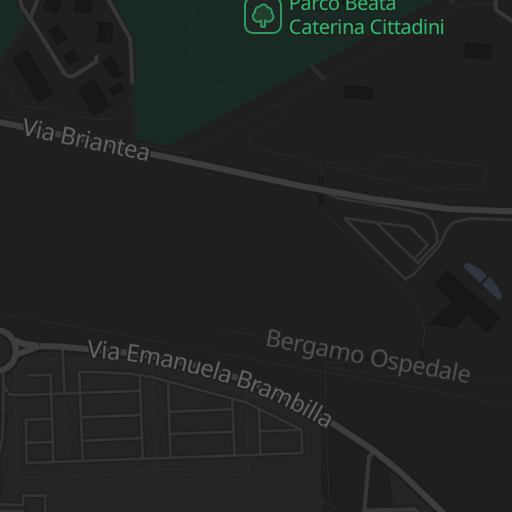 Parco Beata
Caterina Cittadini
Via Briantea
Bergamo Ospedale
Via Emanuela Brambilla